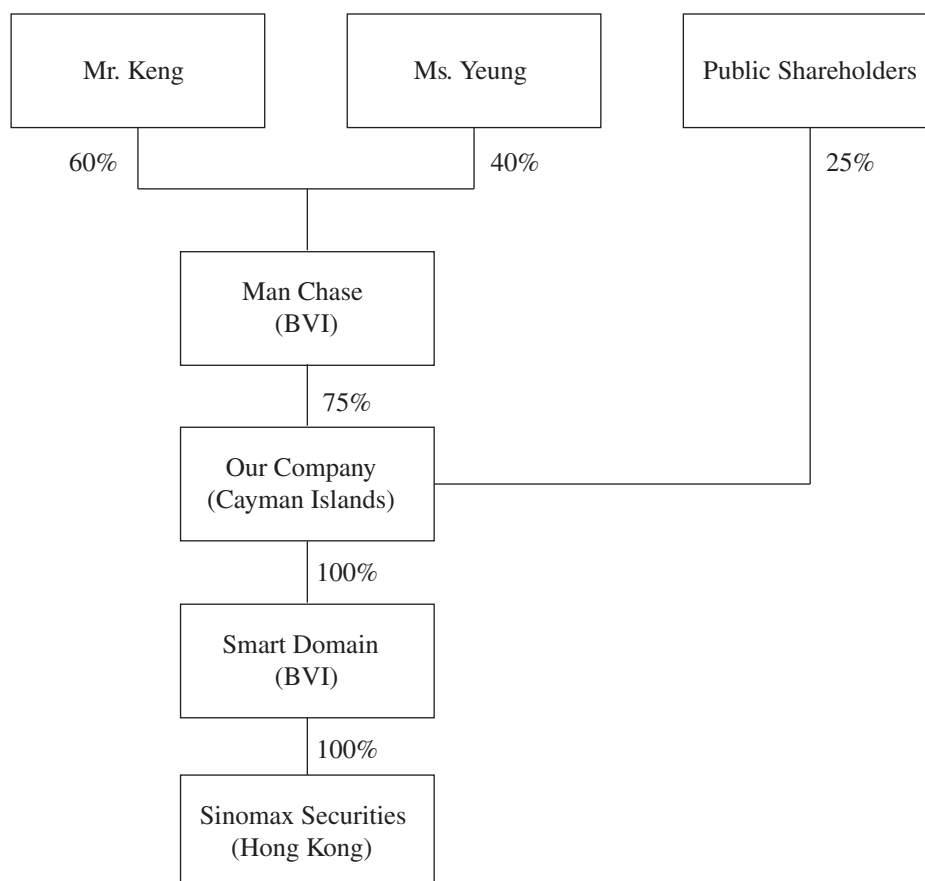 Mr. Keng
Ms. Yeung
Public Shareholders
60%
40%
25%
Man Chase
(BVI)
75%
Our Company
(Cayman Islands)
100%
Smart Domain
(BVI)
100%
Sinomax Securities
(Hong Kong)